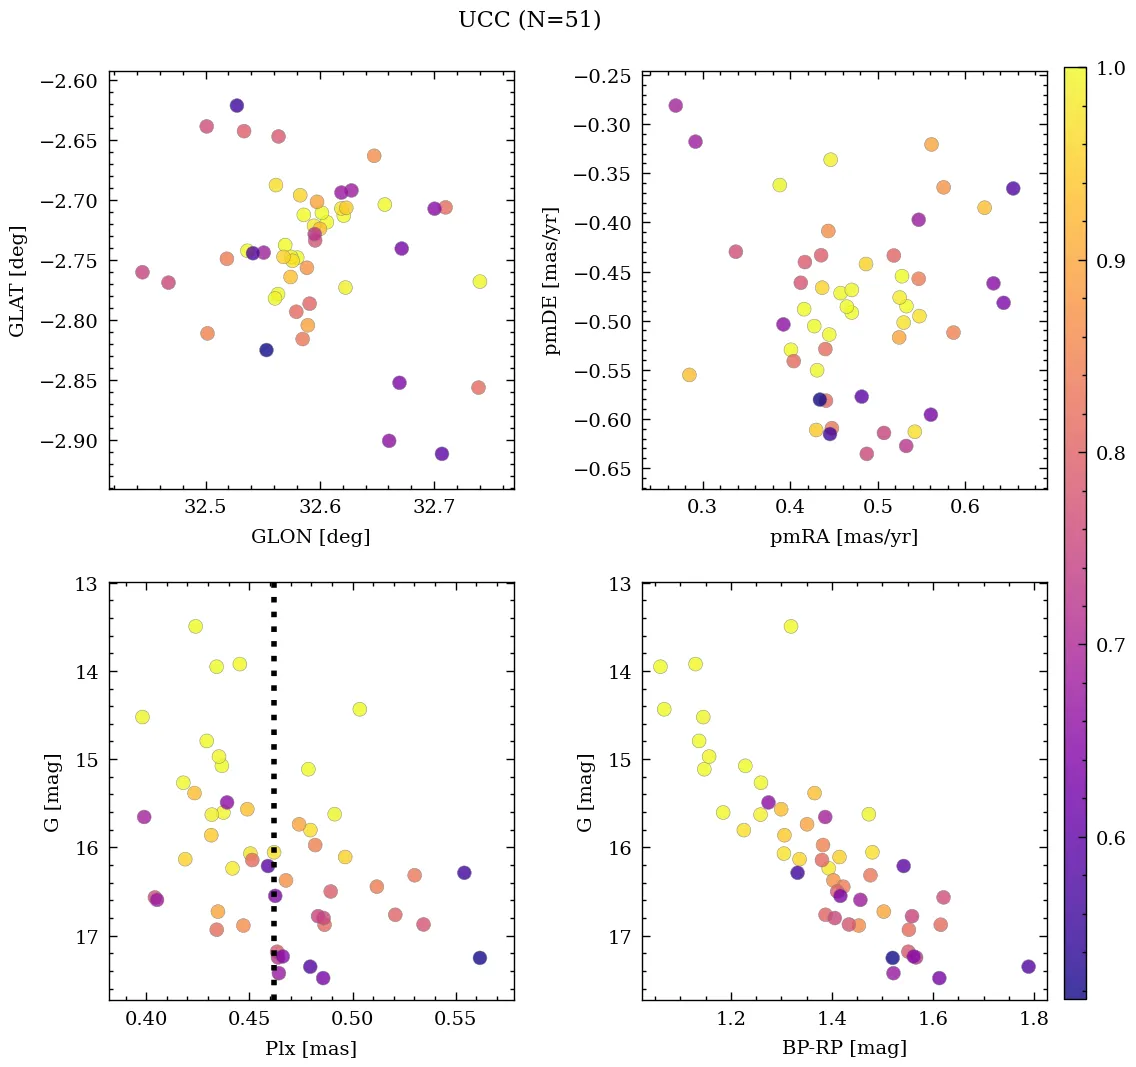 UCC (N=51)
−2.60
−2.65
−2.70
−2.75
−2.80
−2.85
−2.90
GLAT [deg]
32.5 32.6 32.7
GLON [deg]
−0.25
−0.30
−0.35
−0.40
−0.45
−0.50
−0.55
−0.60
−0.65
pmDE [mas/yr]
0.3 0.4 0.5 0.6
pmRA [mas/yr]
13
14
15
16
17
G [mag]
0.40 0.45 0.50 0.55
Plx [mas]
13
14
15
16
17
G [mag]
1.2 1.4 1.6 1.8
BP-RP [mag]
1.0
0.9
0.8
0.7
0.6